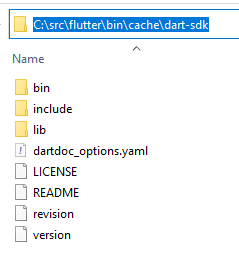 C:\src\flutter\bin\cache\dart-sdk
Name
bin
include
lib
dartdoc_options.yaml
LICENSE
README
revision
version